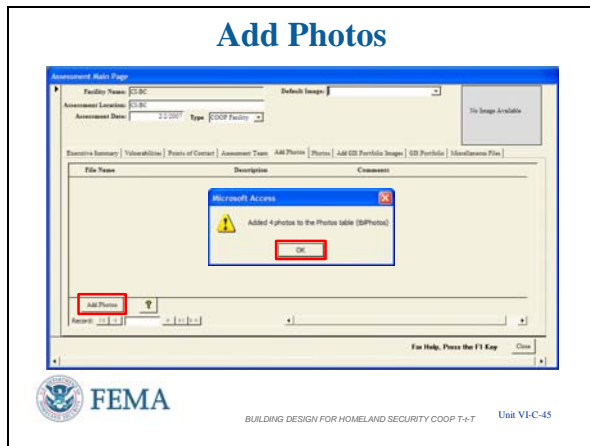 Add Photos
Assessment Main Page
Facility Name: CI-BC Default Image:
Assessment Location: CI-BC
Assessment Date: 2/2/2007 Type COOP Facility
No Image Available
Executive Summary Vulnerabilities Points of Contact Assessment Team Add Photos Photos Add GIS Portfolio Images GIS Portfolio Miscellaneous Files
File Name Description Comments
Microsoft Access
Added 4 photos to the Photos table (tblPhotos)
OK
Add Photos ?
Record:
For Help, Press the F1 Key Close
FEMA
BUILDING DESIGN FOR HOMELAND SECURITY COOP T-t-T Unit VI-C-45